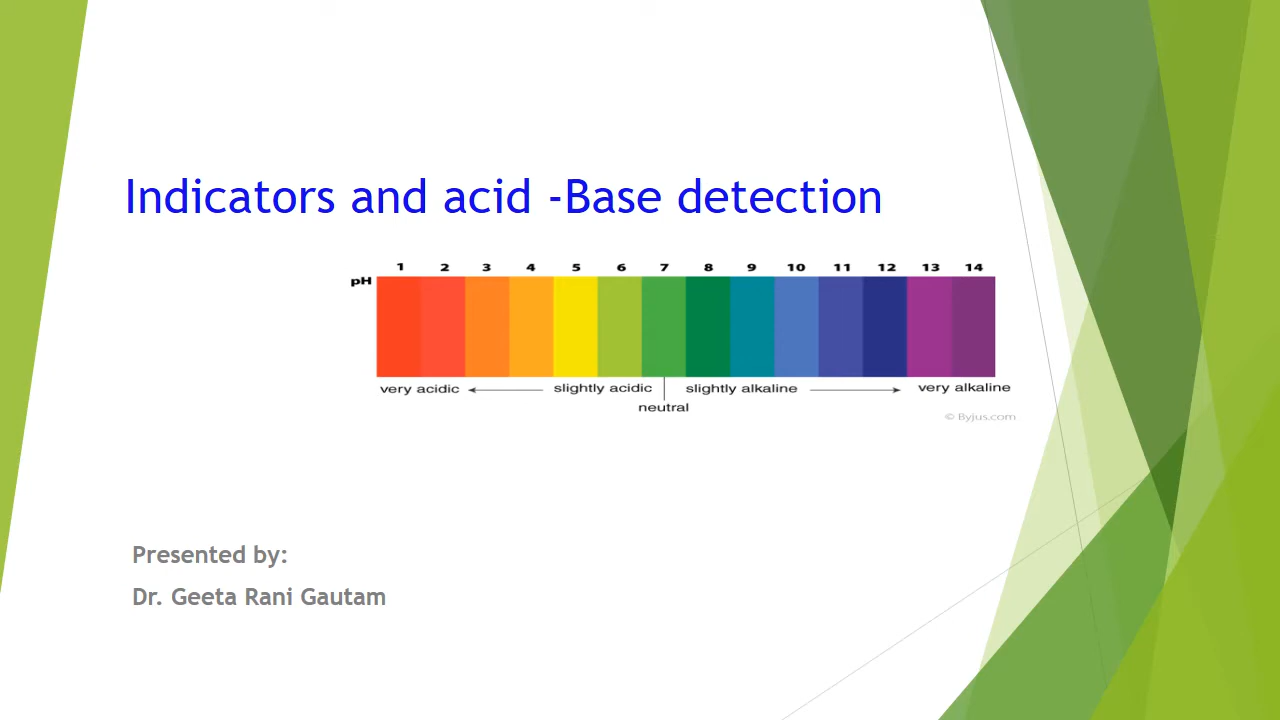 Indicators and acid -Base detection
1 2 3 4 5 6 7 8 9 10 11 12 13 14
pH
very acidic slightly acidic slightly alkaline very alkaline
neutral
© Byjus.com
Presented by:
Dr. Geeta Rani Gautam